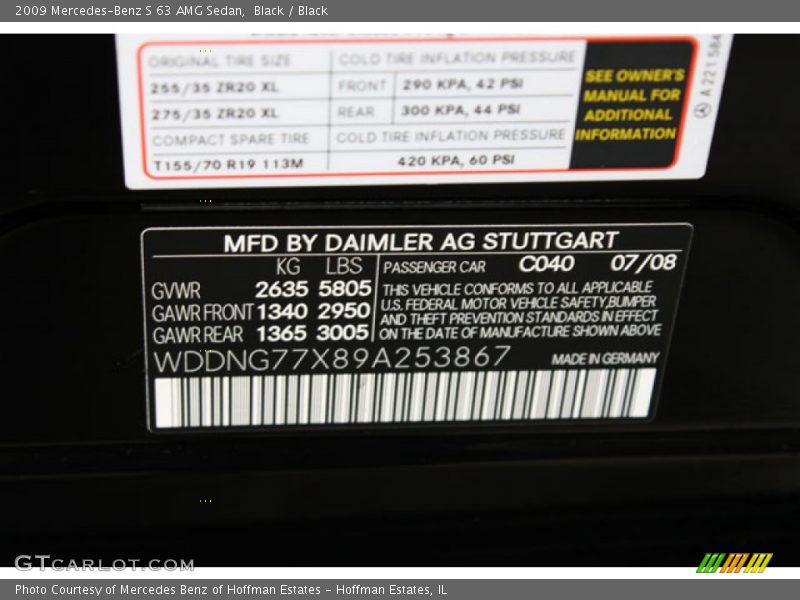 2009 Mercedes-Benz S 63 AMG Sedan,  Black / Black
ORIGINAL TIRE SIZE COLD TIRE INFLATION PRESSURE
255/35 ZR20 XL FRONT 290 KPA, 42 PSI
275/35 ZR20 XL REAR 300 KPA, 44 PSI
COMPACT SPARE TIRE COLD TIRE INFLATION PRESSURE
T155/70 R19 113M 420 KPA, 60 PSI
SEE OWNER'S
MANUAL FOR
ADDITIONAL
INFORMATION
A 221 584
MFD BY DAIMLER AG STUTTGART
KG LBS
GVWR 2635 5805
GAWR FRONT 1340 2950
GAWR REAR 1365 3005
PASSENGER CAR C040 07/08
THIS VEHICLE CONFORMS TO ALL APPLICABLE
U.S. FEDERAL MOTOR VEHICLE SAFETY,BUMPER
AND THEFT PREVENTION STANDARDS IN EFFECT
ON THE DATE OF MANUFACTURE SHOWN ABOVE
WDDNG77X89A253867 MADE IN GERMANY
GTCARLOT.COM
Photo Courtesy of Mercedes Benz of Hoffman Estates - Hoffman Estates, IL